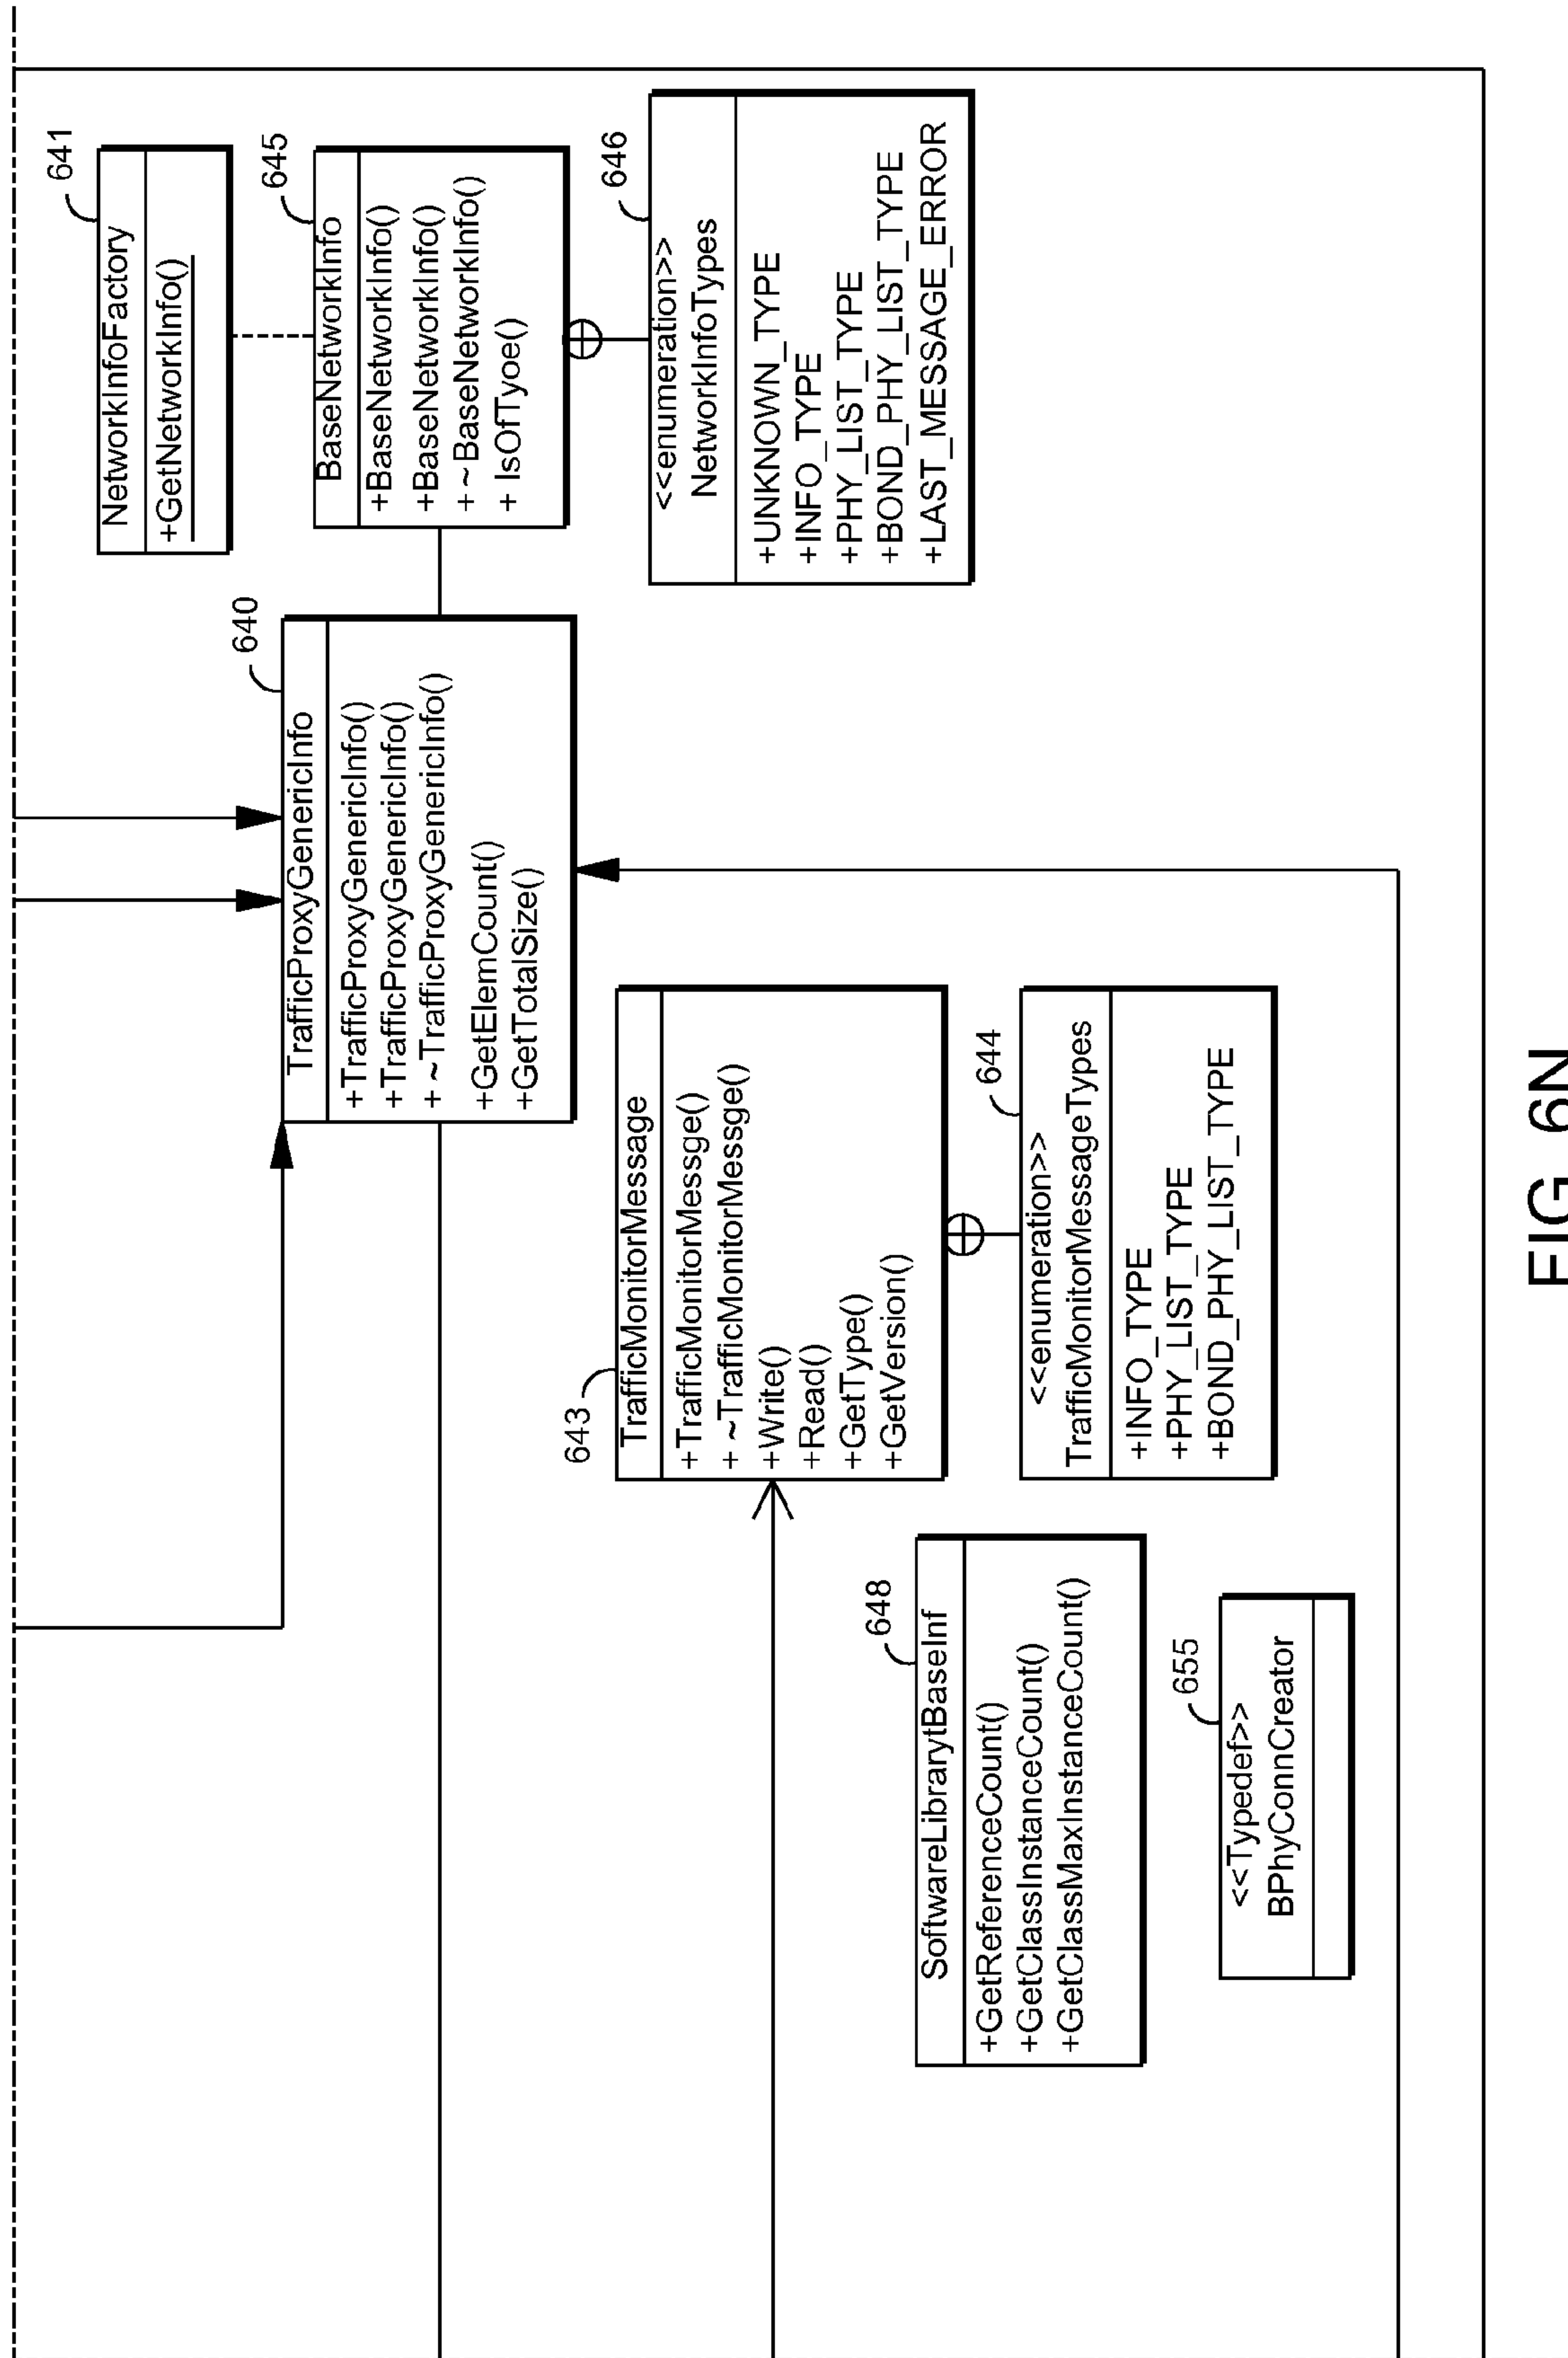 641
NetworkInfoFactory
+GetNetworkInfo()
640
TrafficProxyGenericInfo
+TrafficProxyGenericInfo()
+TrafficProxyGenericInfo()
+~TrafficProxyGenericInfo()
+GetElemCount()
+GetTotalSize()
645
BaseNetworkInfo
+BaseNetworkInfo()
+BaseNetworkInfo()
+~BaseNetworkInfo()
+ IsOfTyoe()
643
TrafficMonitorMessage
+TrafficMonitorMessge()
+~TrafficMonitorMessge()
+Write()
+Read()
+GetType()
+GetVersion()
646
<<enumeration>>
NetworkInfoTypes
+UNKNOWN_TYPE
+INFO_TYPE
+PHY_LIST_TYPE
+BOND_PHY_LIST_TYPE
+LAST_MESSAGE_ERROR
648
SoftwareLibrarytBaseInf
+GetReferenceCount()
+GetClassInstanceCount()
+GetClassMaxInstanceCount()
644
<<enumeration>>
TrafficMonitorMessageTypes
+INFO_TYPE
+PHY_LIST_TYPE
+BOND_PHY_LIST_TYPE
655
<<Typedef>>
BPhyConnCreator
FIG. 6N